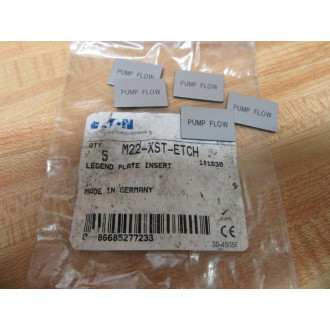 PUMP FLOW
PUMP FLOW
PUMP FLOW
PUMP FLOW
PUMP FLOW
EATON
QTY
5 M22-XST-ETCH
LEGEND PLATE INSERT 141030
MADE IN GERMANY
86685277233
CE